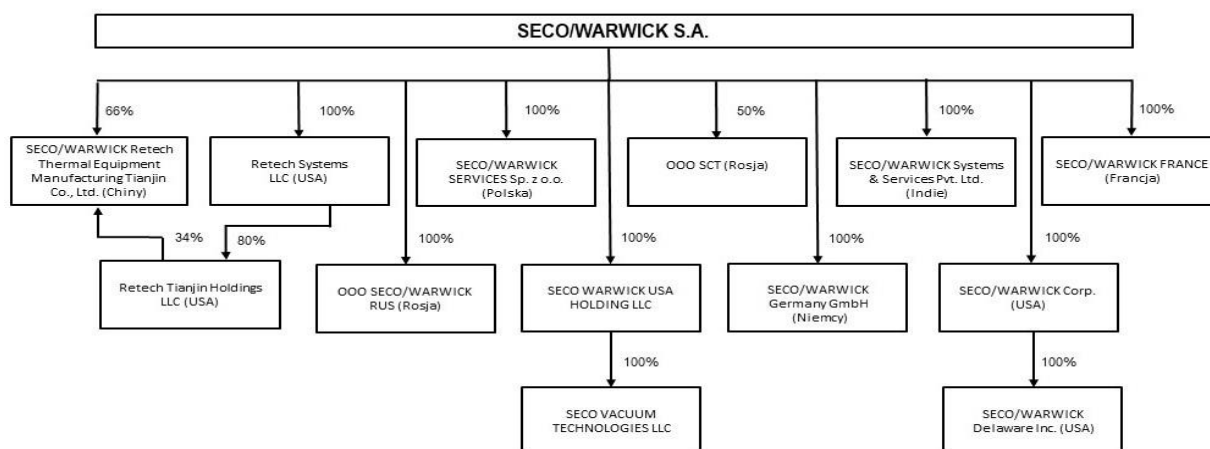 SECO/WARWICK S.A.
66%
100%
100%
50%
100%
100%
SECO/WARWICK Retech
Thermal Equipment
Manufacturing Tianjin
Co., Ltd. (Chiny)
Retech Systems
LLC (USA)
SECO/WARWICK
SERVICES Sp. z o.o.
(Polska)
OOO SCT (Rosja)
SECO/WARWICK Systems
& Services Pvt. Ltd.
(Indie)
SECO/WARWICK FRANCE
(Francja)
34%
80%
100%
100%
100%
100%
Retech Tianjin Holdings
LLC (USA)
OOO SECO/WARWICK
RUS (Rosja)
SECO WARWICK USA
HOLDING LLC
SECO/WARWICK
Germany GmbH
(Niemcy)
SECO/WARWICK Corp.
(USA)
100%
100%
SECO VACUUM
TECHNOLOGIES LLC
SECO/WARWICK
Delaware Inc. (USA)